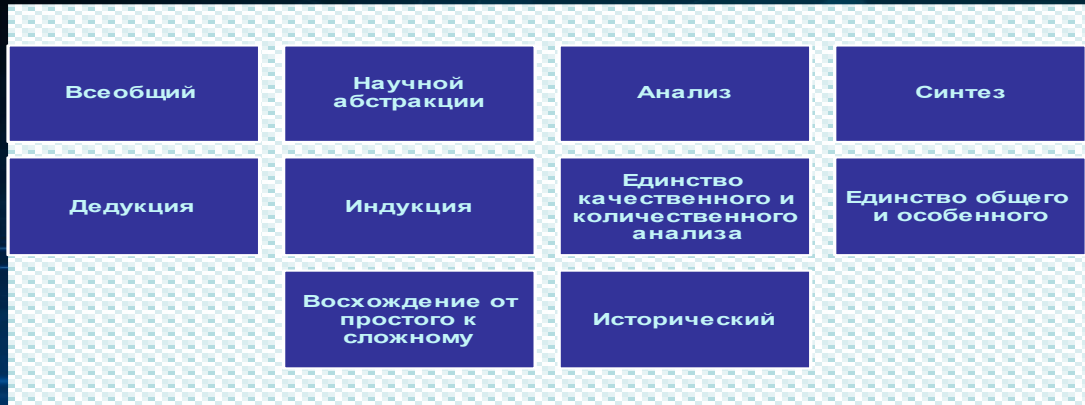 Всеобщий
Научной
абстракции
Анализ
Синтез
Дедукция
Индукция
Единство
качественного и
количественного
анализа
Единство общего
и особенного
Восхождение от
простого к
сложному
Исторический